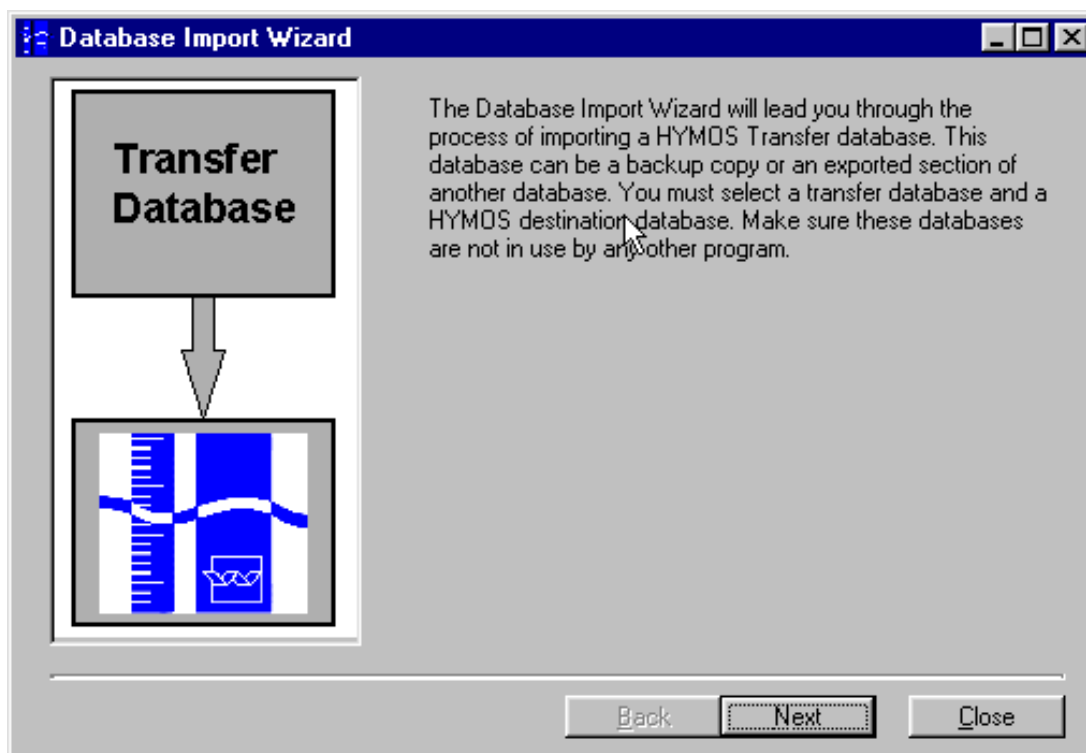 Database Import Wizard
Transfer
Database
The Database Import Wizard will lead you through the
process of importing a HYMOS Transfer database. This
database can be a backup copy or an exported section of
another database. You must select a transfer database and a
HYMOS destination database. Make sure these databases
are not in use by any other program.
Back
Next
Close